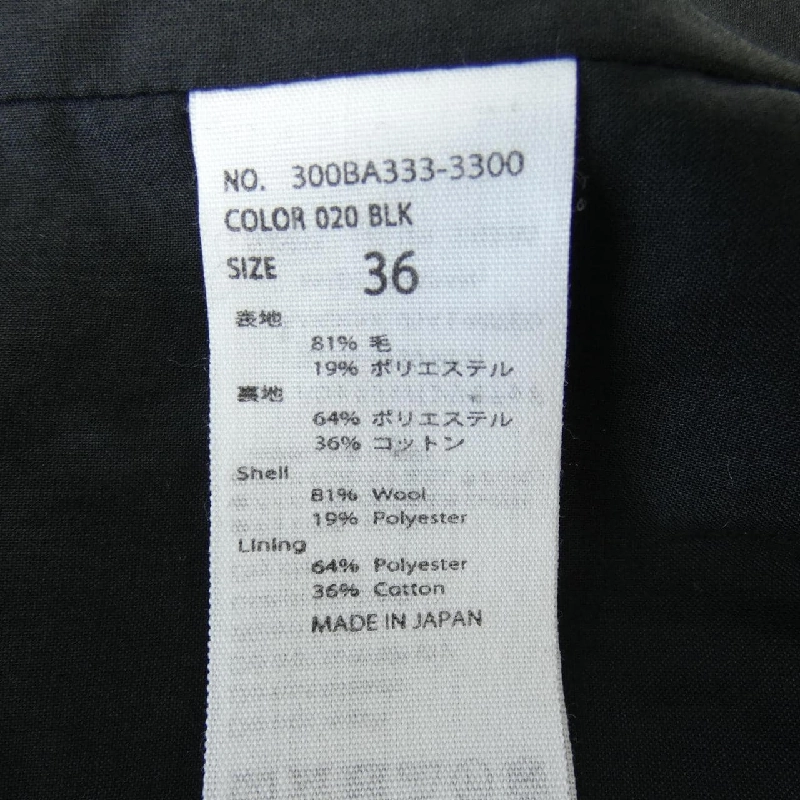 NO. 300BA333-3300
COLOR 020 BLK
SIZE 36
表地
81% 毛
19% ポリエステル
裏地
64% ポリエステル
36% コットン
Shell
81% Wool
19% Polyester
Lining
64% Polyester
36% Cotton
MADE IN JAPAN